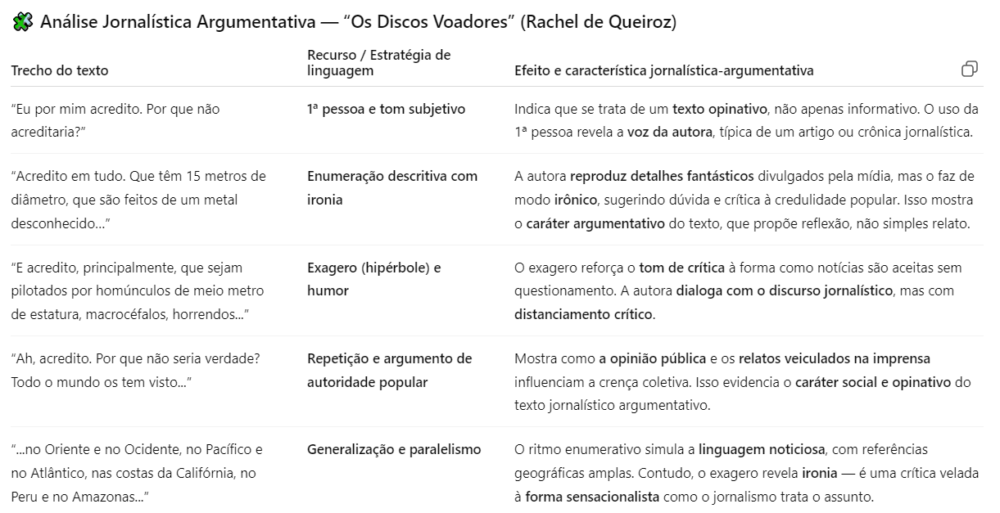 Análise Jornalística Argumentativa — “Os Discos Voadores” (Rachel de Queiroz)
Trecho do texto
Recurso / Estratégia de
linguagem
Efeito e característica jornalística-argumentativa
“Eu por mim acredito. Por que não
acreditaria?”
1ª pessoa e tom subjetivo
Indica que se trata de um texto opinativo, não apenas informativo. O uso da
1ª pessoa revela a voz da autora, típica de um artigo ou crônica jornalística.
“Acredito em tudo. Que têm 15 metros de
diâmetro, que são feitos de um metal
desconhecido...”
Enumeração descritiva com
ironia
A autora reproduz detalhes fantásticos divulgados pela mídia, mas o faz de
modo irônico, sugerindo dúvida e crítica à credulidade popular. Isso mostra
o caráter argumentativo do texto, que propõe reflexão, não simples relato.
“E acredito, principalmente, que sejam
pilotados por homúnculos de meio metro
de estatura, macrocéfalos, horrendos...”
Exagero (hipérbole) e
humor
O exagero reforça o tom de crítica à forma como notícias são aceitas sem
questionamento. A autora dialoga com o discurso jornalístico, mas com
distanciamento crítico.
“Ah, acredito. Por que não seria verdade?
Todo o mundo os tem visto...”
Repetição e argumento de
autoridade popular
Mostra como a opinião pública e os relatos veiculados na imprensa
influenciam a crença coletiva. Isso evidencia o caráter social e opinativo do
texto jornalístico argumentativo.
“...no Oriente e no Ocidente, no Pacífico e
no Atlântico, nas costas da Califórnia, no
Peru e no Amazonas...”
Generalização e paralelismo
O ritmo enumerativo simula a linguagem noticiosa, com referências
geográficas amplas. Contudo, o exagero revela ironia — é uma crítica velada
à forma sensacionalista como o jornalismo trata o assunto.